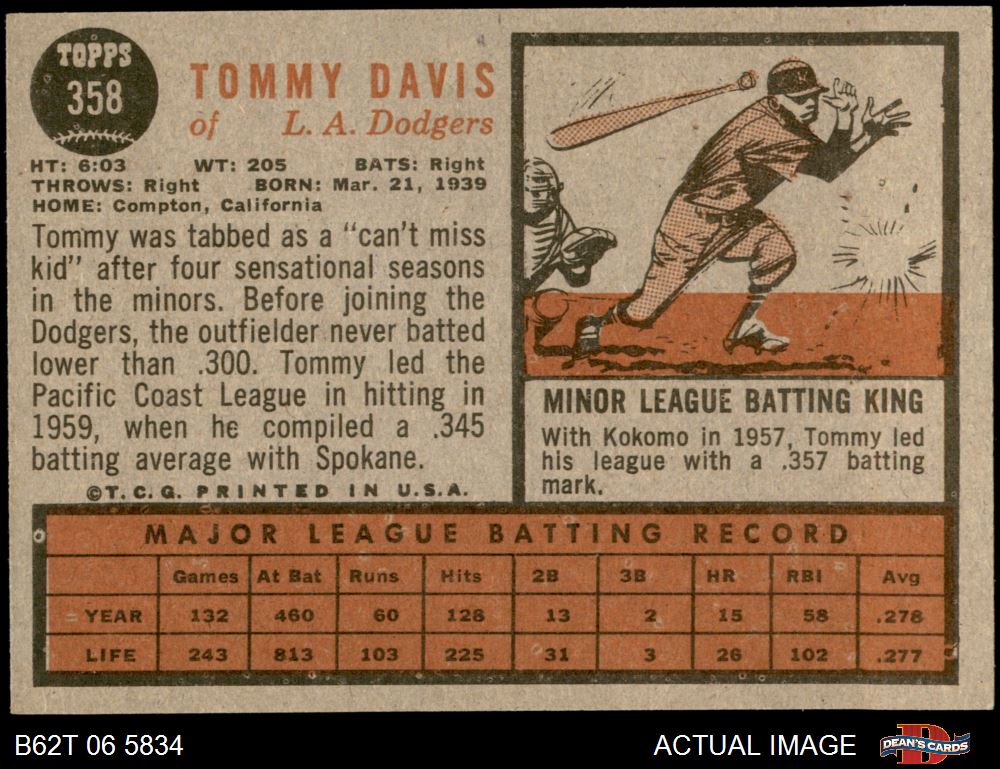 TOPPS
358
TOMMY DAVIS
of L. A. Dodgers
HT: 6:03 WT: 205 BATS: Right
THROWS: Right BORN: Mar. 21, 1939
HOME: Compton, California
Tommy was tabbed as a "can't miss
kid" after four sensational seasons
in the minors. Before joining the
Dodgers, the outfielder never batted
lower than .300. Tommy led the
Pacific Coast League in hitting in
1959, when he compiled a .345
batting average with Spokane.
©T.C.G. PRINTED IN U.S.A.
MINOR LEAGUE BATTING KING
With Kokomo in 1957, Tommy led
his league with a .357 batting
mark.
MAJOR LEAGUE BATTING RECORD
Games At Bat Runs Hits 2B 3B HR RBI Avg
YEAR 132 460 60 128 13 2 15 58 .278
LIFE 243 813 103 225 31 3 26 102 .277
B62T 06 5834
ACTUAL IMAGE
DEAN'S CARDS